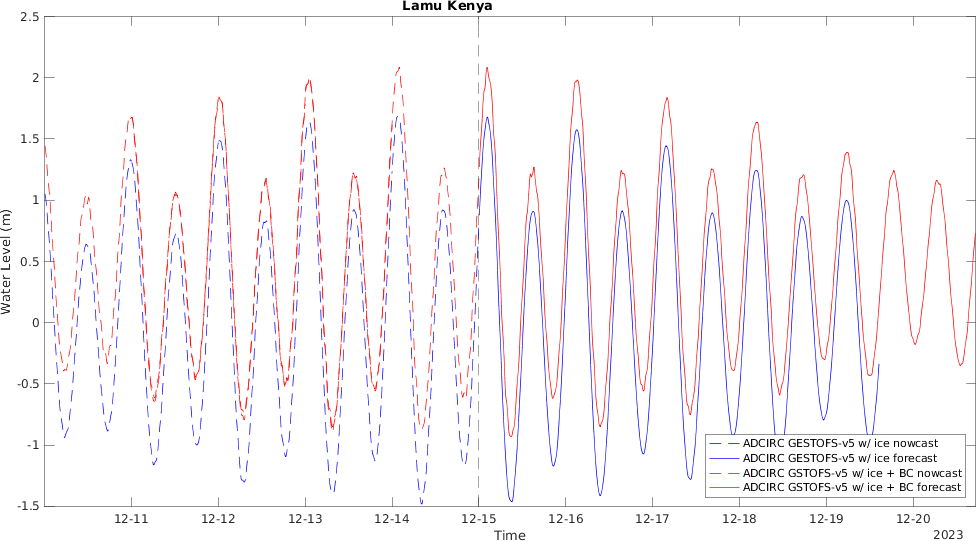 Lamu Kenya
2.5
2
1.5
1
0.5
0
-0.5
-1
-1.5
Water Level (m)
ADCIRC GESTOFS-v5 w/ ice nowcast
ADCIRC GESTOFS-v5 w/ ice forecast
ADCIRC GSTOFS-v5 w/ ice + BC nowcast
ADCIRC GSTOFS-v5 w/ ice + BC forecast
12-11 12-12 12-13 12-14 12-15 12-16 12-17 12-18 12-19 12-20
Time
2023